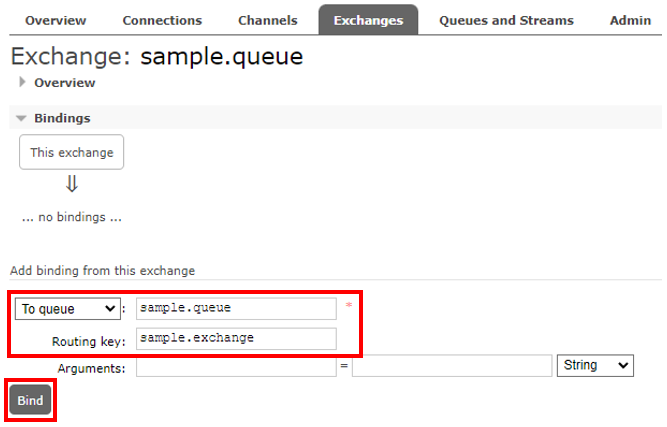 Overview Connections Channels Exchanges Queues and Streams Admin
Exchange: sample.queue
Overview
Bindings
This exchange
⇓
... no bindings ...
Add binding from this exchange
To queue : sample.queue *
Routing key: sample.exchange
Arguments: = String
Bind